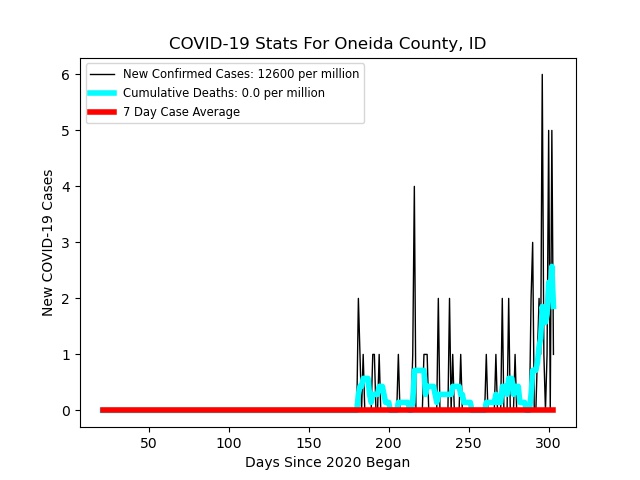 COVID-19 Stats For Oneida County, ID
New Confirmed Cases: 12600 per million
Cumulative Deaths: 0.0 per million
7 Day Case Average
6
5
4
3
2
1
0
New COVID-19 Cases
50 100 150 200 250 300
Days Since 2020 Began